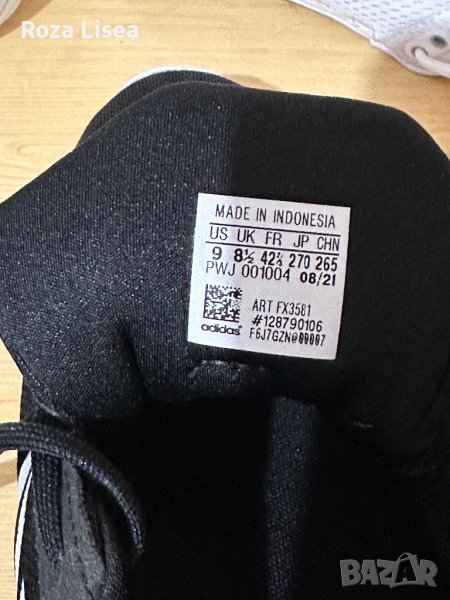 Roza Lisea
MADE IN INDONESIA
US UK FR JP CHN
9 8½ 42⅔ 270 265
PWJ 001004 08/21
ART FX3581
#128790106
adidas
BAZAR